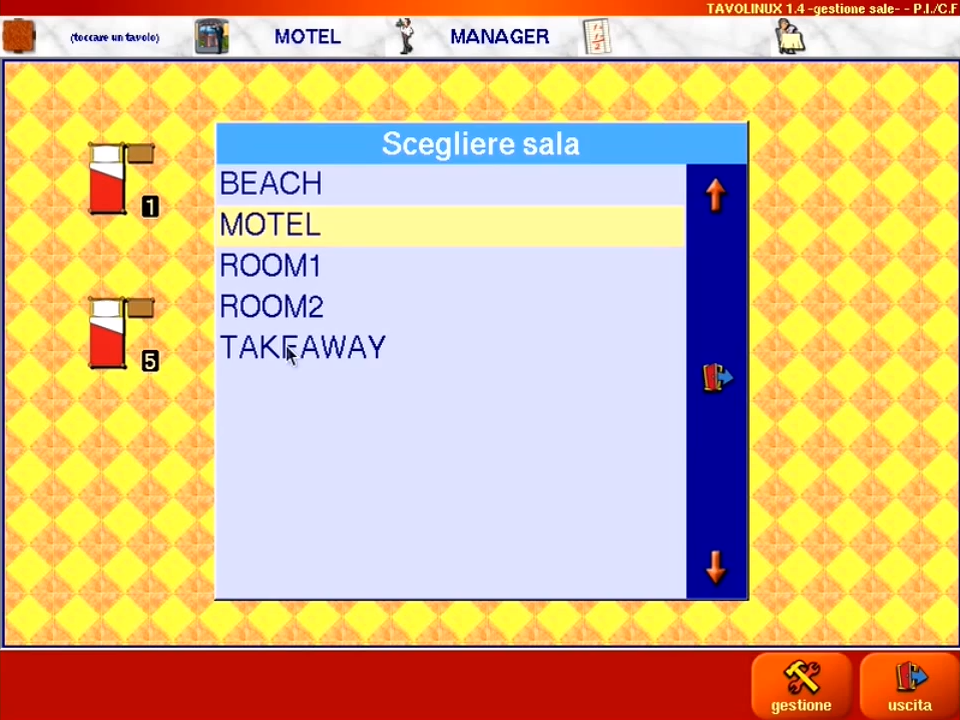 TAVOLINUX 1.4 -gestione sale- - P.I./C.F
(toccare un tavolo)
MOTEL
MANAGER
Scegliere sala
BEACH
MOTEL
ROOM1
ROOM2
TAKEAWAY
1
5
gestione
uscita